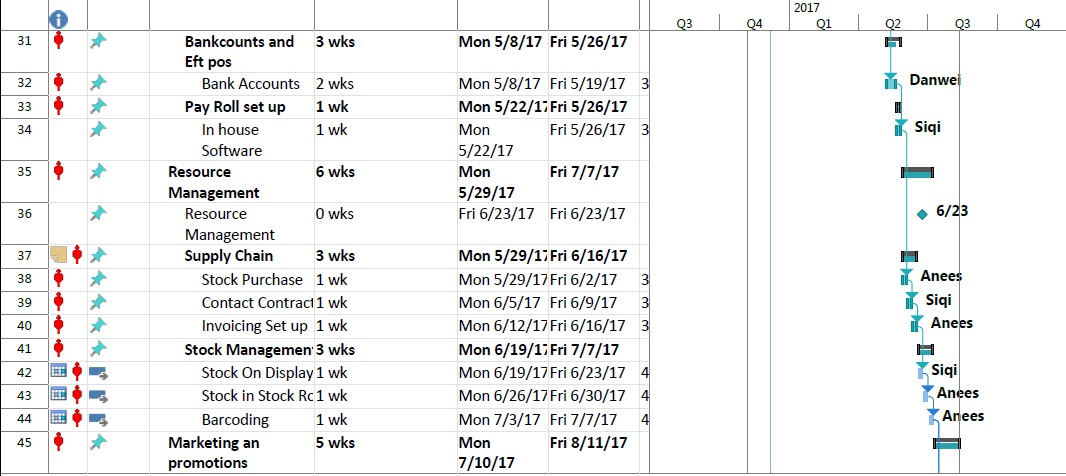 2017
Q3 Q4 Q1 Q2 Q3 Q4
31 Bankcounts and 3 wks Mon 5/8/17 Fri 5/26/17
Eft pos
32 Bank Accounts 2 wks Mon 5/8/17 Fri 5/19/17 3 Danwei
33 Pay Roll set up 1 wk Mon 5/22/17 Fri 5/26/17
34 In house 1 wk Mon Fri 5/26/17 3 Siqi
Software 5/22/17
35 Resource 6 wks Mon Fri 7/7/17
Management 5/29/17
36 Resource 0 wks Fri 6/23/17 Fri 6/23/17 6/23
Management
37 Supply Chain 3 wks Mon 5/29/17 Fri 6/16/17
38 Stock Purchase 1 wk Mon 5/29/17 Fri 6/2/17 3 Anees
39 Contact Contract 1 wk Mon 6/5/17 Fri 6/9/17 3 Siqi
40 Invoicing Set up 1 wk Mon 6/12/17 Fri 6/16/17 3 Anees
41 Stock Managemen 3 wks Mon 6/19/17 Fri 7/7/17
42 Stock On Display 1 wk Mon 6/19/17 Fri 6/23/17 4 Siqi
43 Stock in Stock Ro 1 wk Mon 6/26/17 Fri 6/30/17 4 Anees
44 Barcoding 1 wk Mon 7/3/17 Fri 7/7/17 4 Anees
45 Marketing an 5 wks Mon Fri 8/11/17
promotions 7/10/17